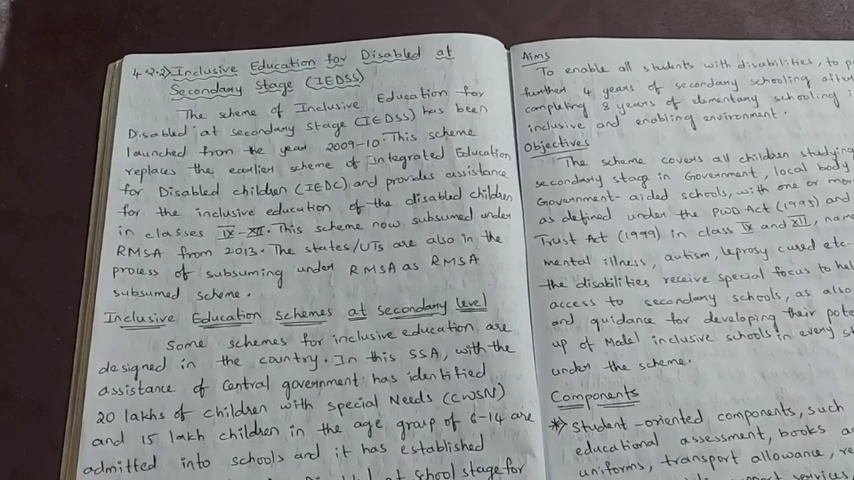 4.2.2) Inclusive Education for Disabled at
Secondary Stage (IEDSS)
The scheme of Inclusive Education for
Disabled at secondary stage (IEDSS) has been
launched from the year 2009-10. This scheme
replaces the earlier scheme of Integrated Education
for Disabled children (IEDC) and provides assistance
for the inclusive education of the disabled children
in classes IX-XII. This scheme now subsumed under
RMSA from 2013. The states/UTs are also in the
process of subsuming under RMSA as RMSA
subsumed scheme.
Inclusive Education schemes at Secondary level
Some schemes for inclusive education are
designed in the country. In this SSA, with the
assistance of Central government has identified
20 lakhs of children with special Needs (CWSN)
and 15 lakh children in the age group of 6-14 are
admitted into schools and it has established
at school stage for
Aims
To enable all students with disabilities, to
further 4 years of secondary schooling after
completing 8 years of elementary schooling
inclusive and enabling environment.
Objectives
The scheme covers all children studying
secondary stage in Government, local body
Government-aided schools, with one or more
as defined under the PWD Act (1995) and
Trust Act (1999) in class IX and XII,
mental illness, autism, leprosy cured etc-
the disabilities receive special focus to
access to secondary schools, as also
and guidance for developing their
up of Model inclusive schools in every
under the scheme.
Components
* Student-oriented components, such
educational assessment, books
uniforms, transport allowance,
support services,